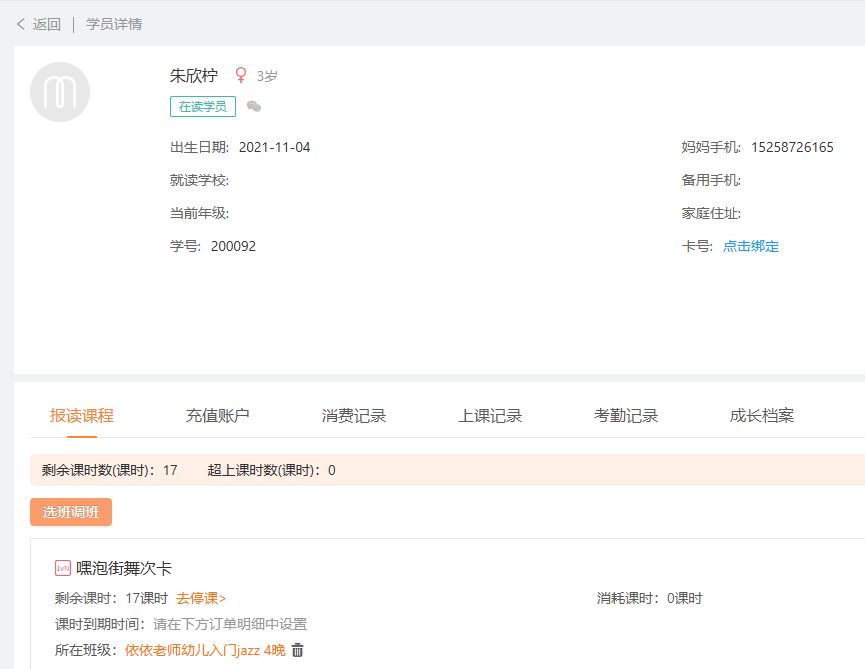 返回 | 学员详情
朱欣柠 3岁
在读学员
出生日期: 2021-11-04 妈妈手机: 15258726165
就读学校: 备用手机:
当前年级: 家庭住址:
学号: 200092 卡号: 点击绑定
报读课程 充值账户 消费记录 上课记录 考勤记录 成长档案
剩余课时数(课时): 17 超上课时数(课时): 0
选班调班
1vN 嘿泡街舞次卡
剩余课时: 17课时 去停课> 消耗课时: 0课时
课时到期时间: 请在下方订单明细中设置
所在班级: 依依老师幼儿入门jazz 4晚